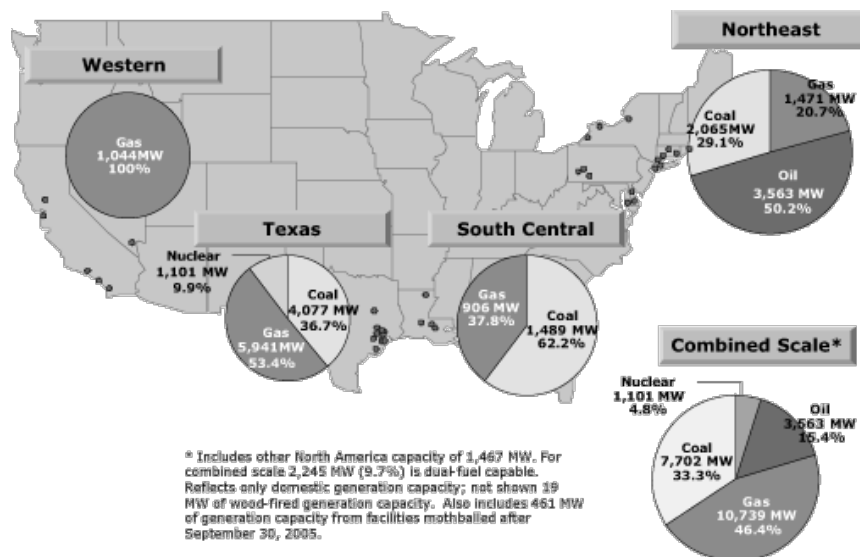 Northeast
Western
Gas
1,471 MW
20.7%
Coal
2,065MW
29.1%
Oil
3,563 MW
50.2%
Gas
1,044MW
100%
Texas
South Central
Nuclear
1,101 MW
9.9%
Coal
4,077 MW
36.7%
Gas
5,941MW
53.4%
Gas
906 MW
37.8%
Coal
1,489 MW
62.2%
Combined Scale*
Nuclear
1,101 MW
4.8%
Oil
3,563 MW
15.4%
Coal
7,702 MW
33.3%
Gas
10,739 MW
46.4%
* Includes other North America capacity of 1,467 MW. For
combined scale 2,245 MW (9.7%) is dual-fuel capable.
Reflects only domestic generation capacity; not shown 19
MW of wood-fired generation capacity. Also includes 461 MW
of generation capacity from facilities mothballed after
September 30, 2005.